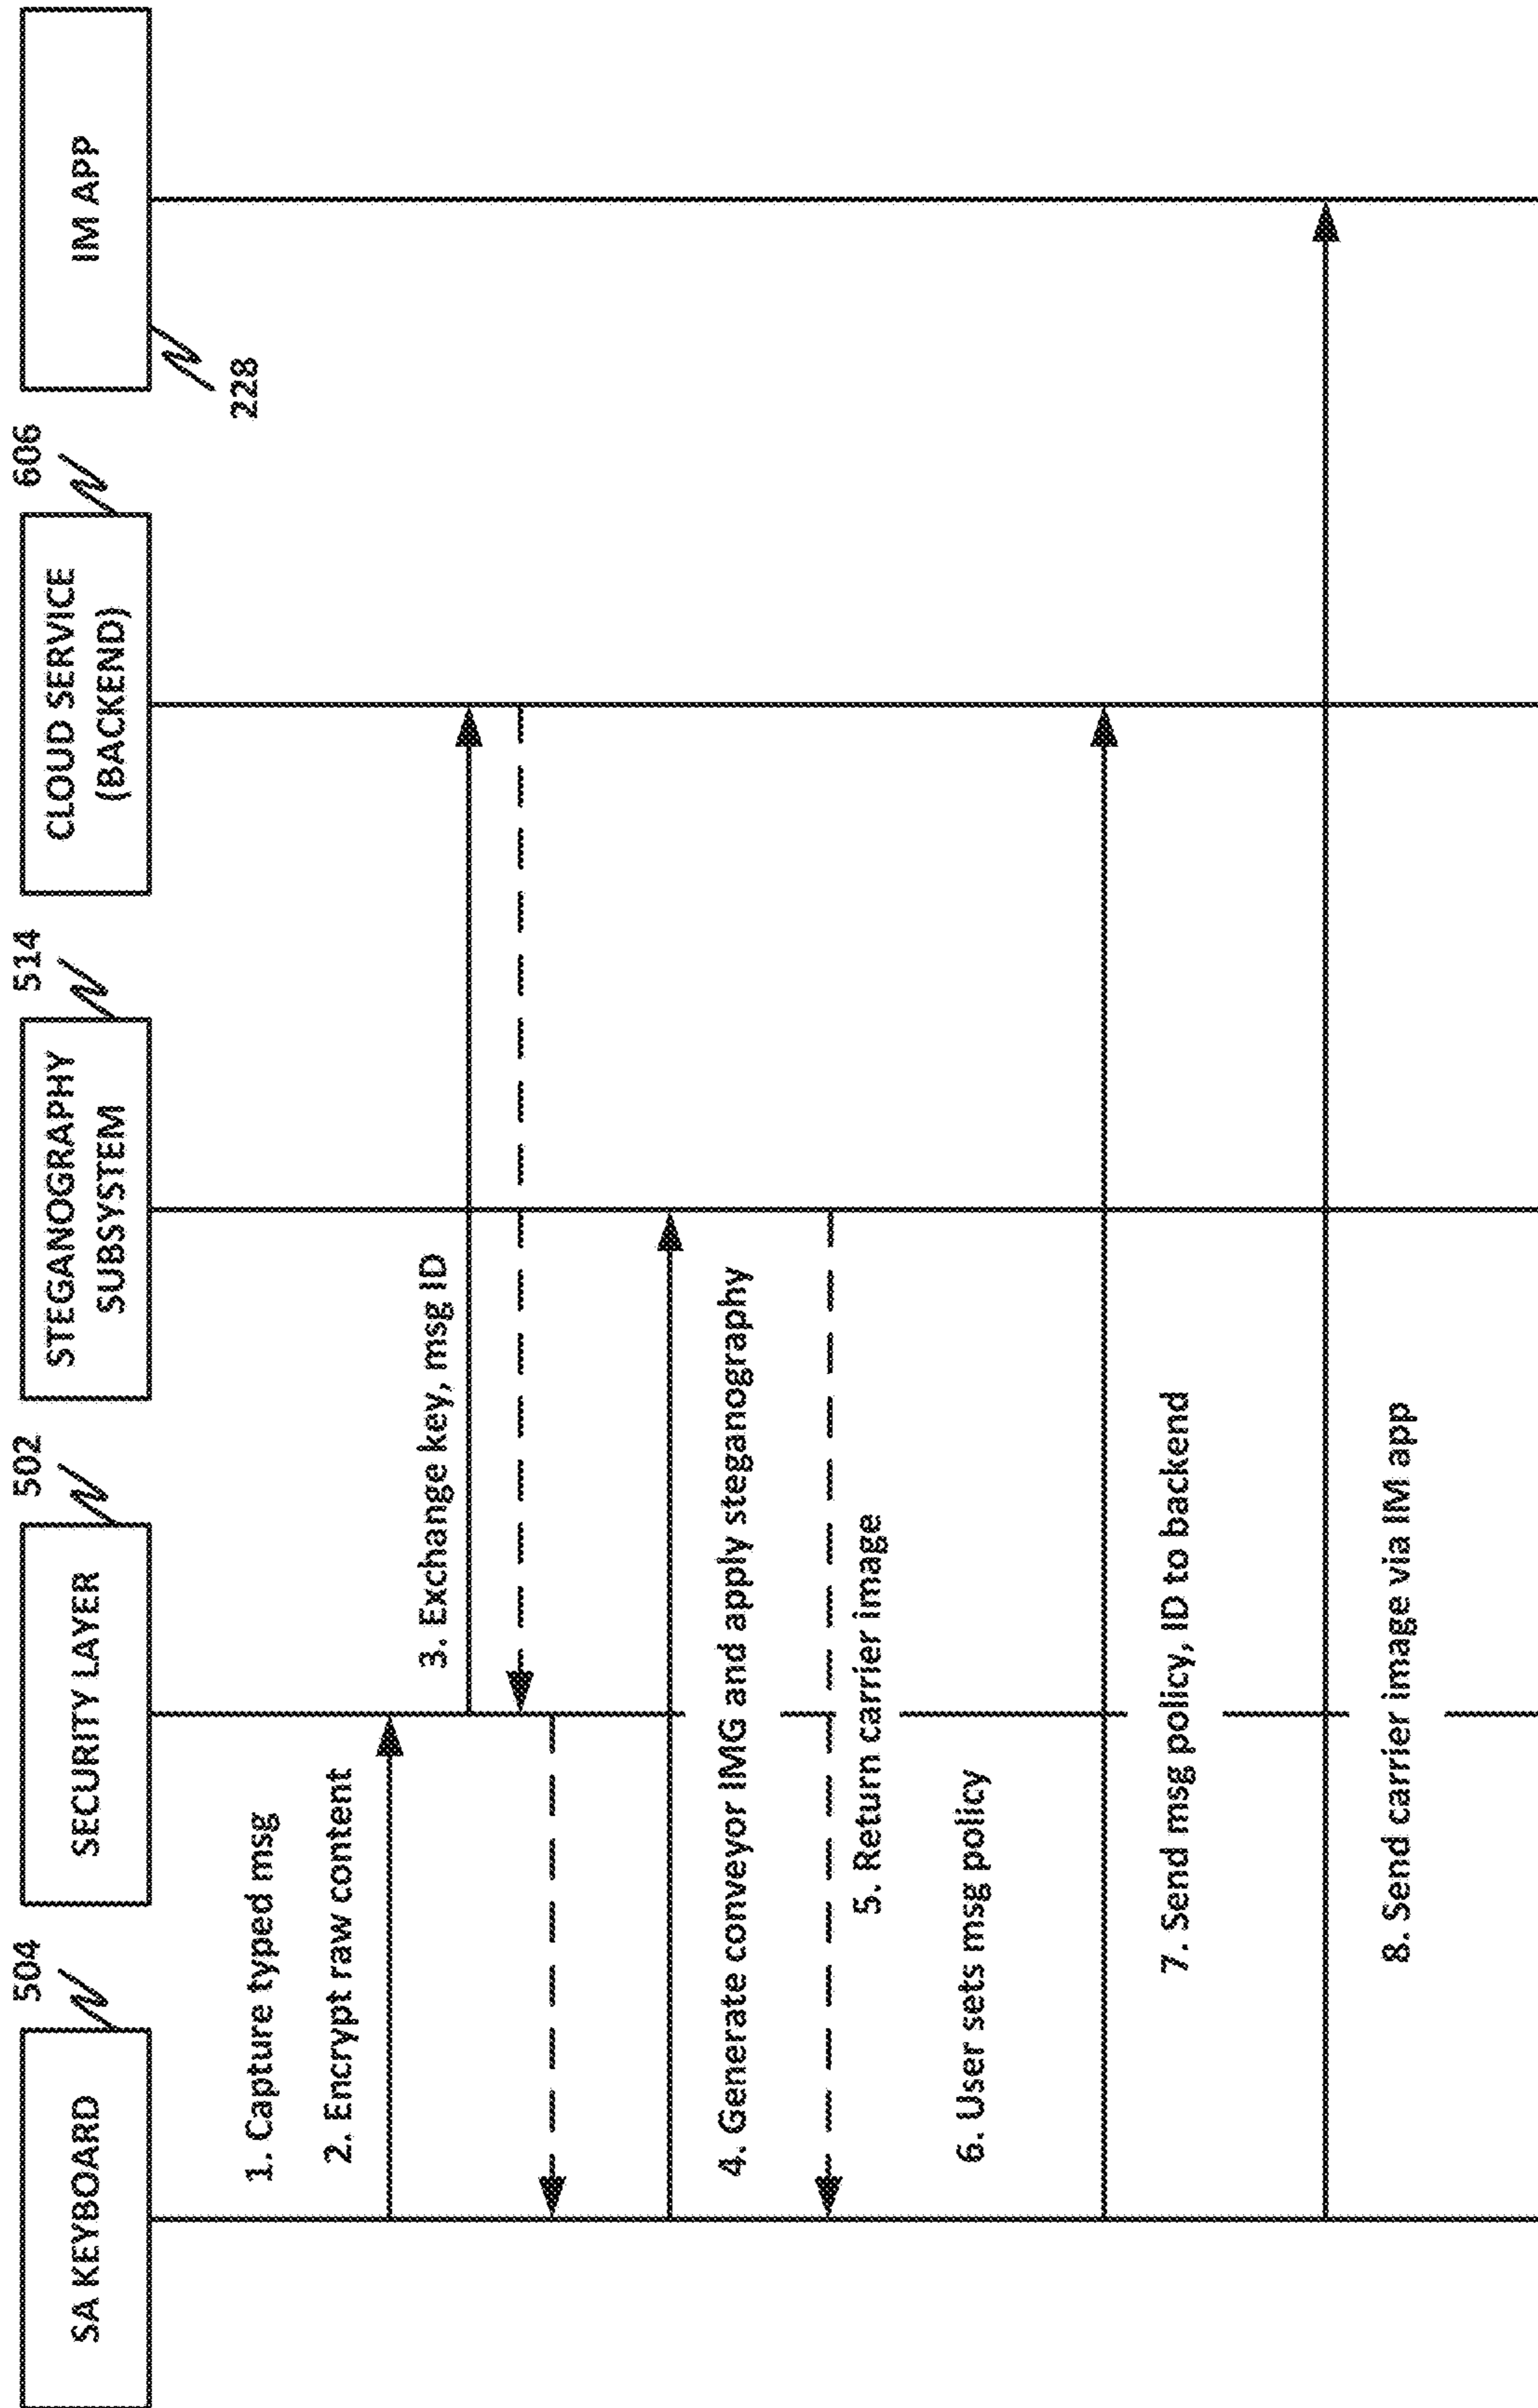 504
502
514
606
SA KEYBOARD
SECURITY LAYER
STEGANOGRAPHY
SUBSYSTEM
CLOUD SERVICE
(BACKEND)
IM APP
228
1. Capture typed msg
2. Encrypt raw content
3. Exchange key, msg ID
4. Generate conveyor IMG and apply steganography
5. Return carrier image
6. User sets msg policy
7. Send msg policy, ID to backend
8. Send carrier image via IM app